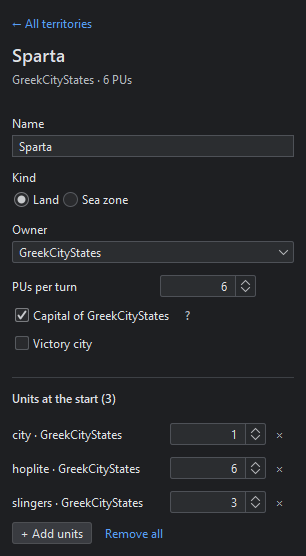 ← All territories
Sparta
GreekCityStates · 6 PUs
Name
Sparta
Kind
Land Sea zone
Owner
GreekCityStates
PUs per turn 6
Capital of GreekCityStates ?
Victory city
Units at the start (3)
city · GreekCityStates 1 ×
hoplite · GreekCityStates 6 ×
slingers · GreekCityStates 3 ×
+ Add units Remove all